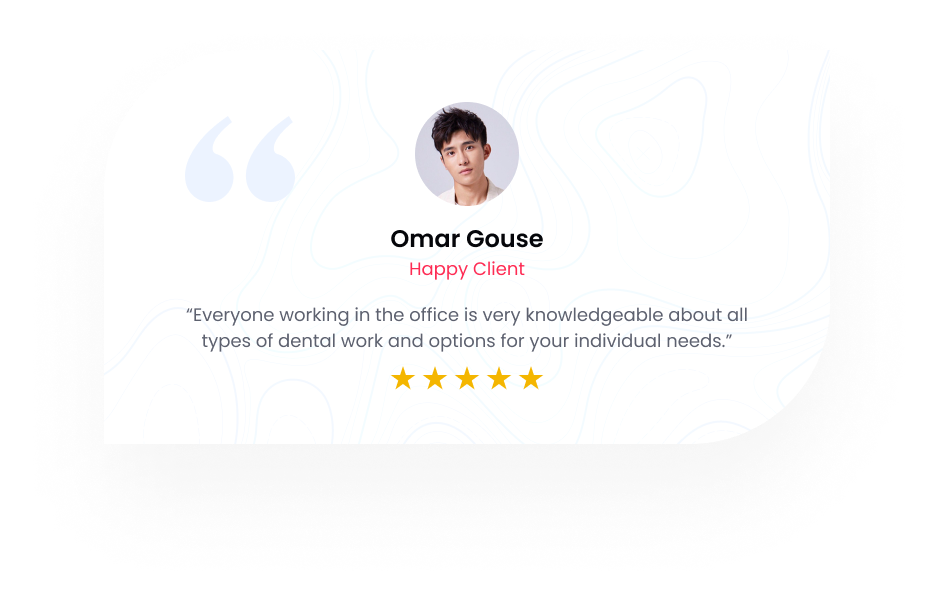 Omar Gouse
Happy Client
“Everyone working in the office is very knowledgeable about all
types of dental work and options for your individual needs.”